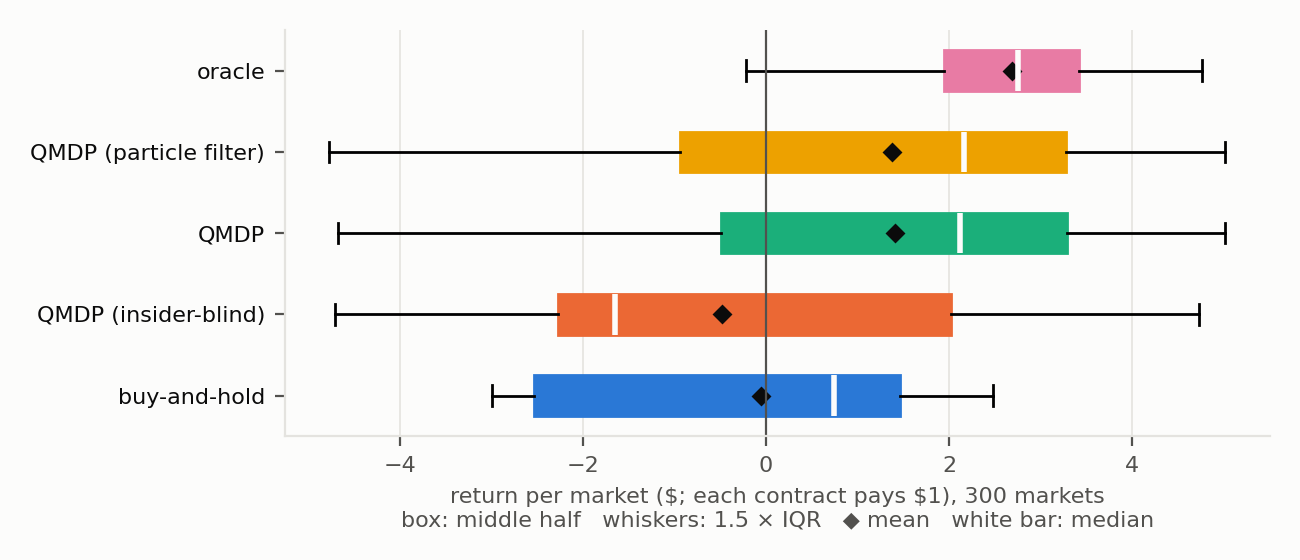 oracle
QMDP (particle filter)
QMDP
QMDP (insider-blind)
buy-and-hold
−4 −2 0 2 4
return per market ($; each contract pays $1), 300 markets
box: middle half whiskers: 1.5 × IQR ◆ mean white bar: median